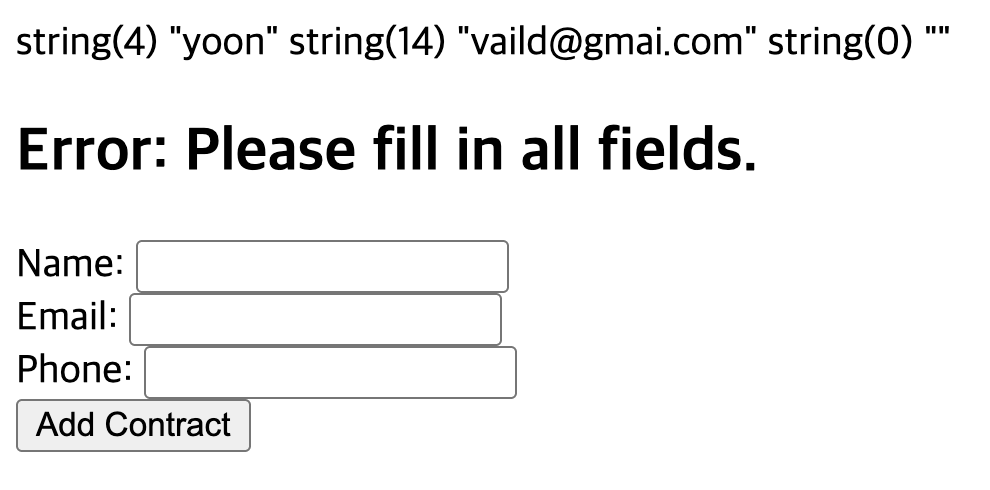 string(4) "yoon" string(14) "vaild@gmai.com" string(0) ""
Error: Please fill in all fields.
Name:
Email:
Phone:
Add Contract